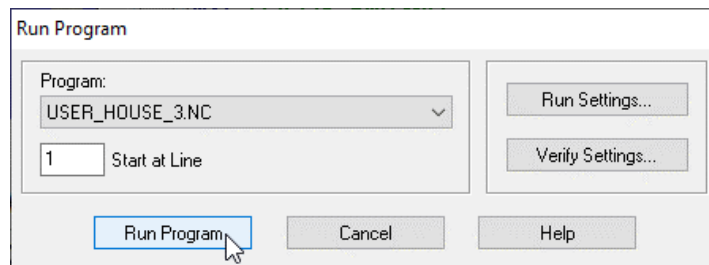 Run Program
Program:
USER_HOUSE_3.NC
1 Start at Line
Run Settings...
Verify Settings...
Run Program
Cancel
Help